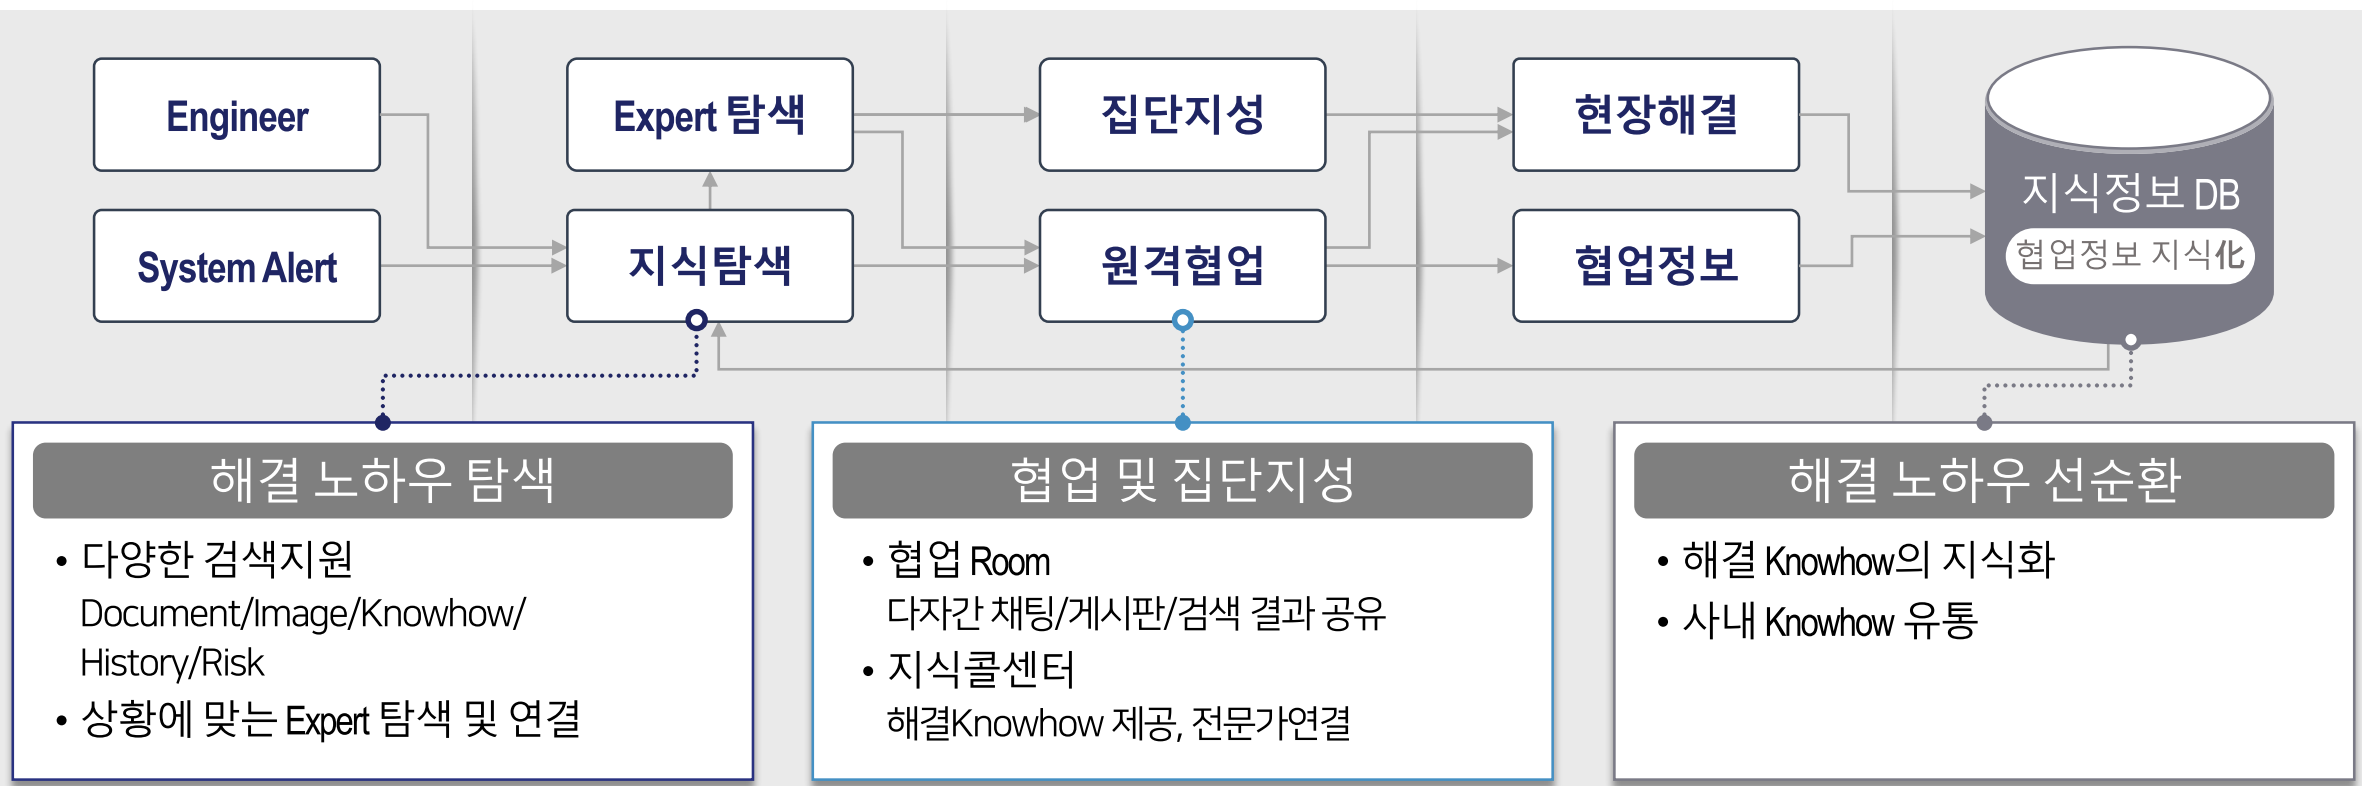 Engineer
Expert 탐색
집단지성
현장해결
System Alert
지식탐색
원격협업
협업정보
지식정보 DB
협업정보 지식化
해결 노하우 탐색
• 다양한 검색지원
Document/Image/Knowhow/
History/Risk
• 상황에 맞는 Expert 탐색 및 연결
협업 및 집단지성
• 협업 Room
다자간 채팅/게시판/검색 결과 공유
• 지식콜센터
해결Knowhow 제공, 전문가연결
해결 노하우 선순환
• 해결 Knowhow의 지식화
• 사내 Knowhow 유통